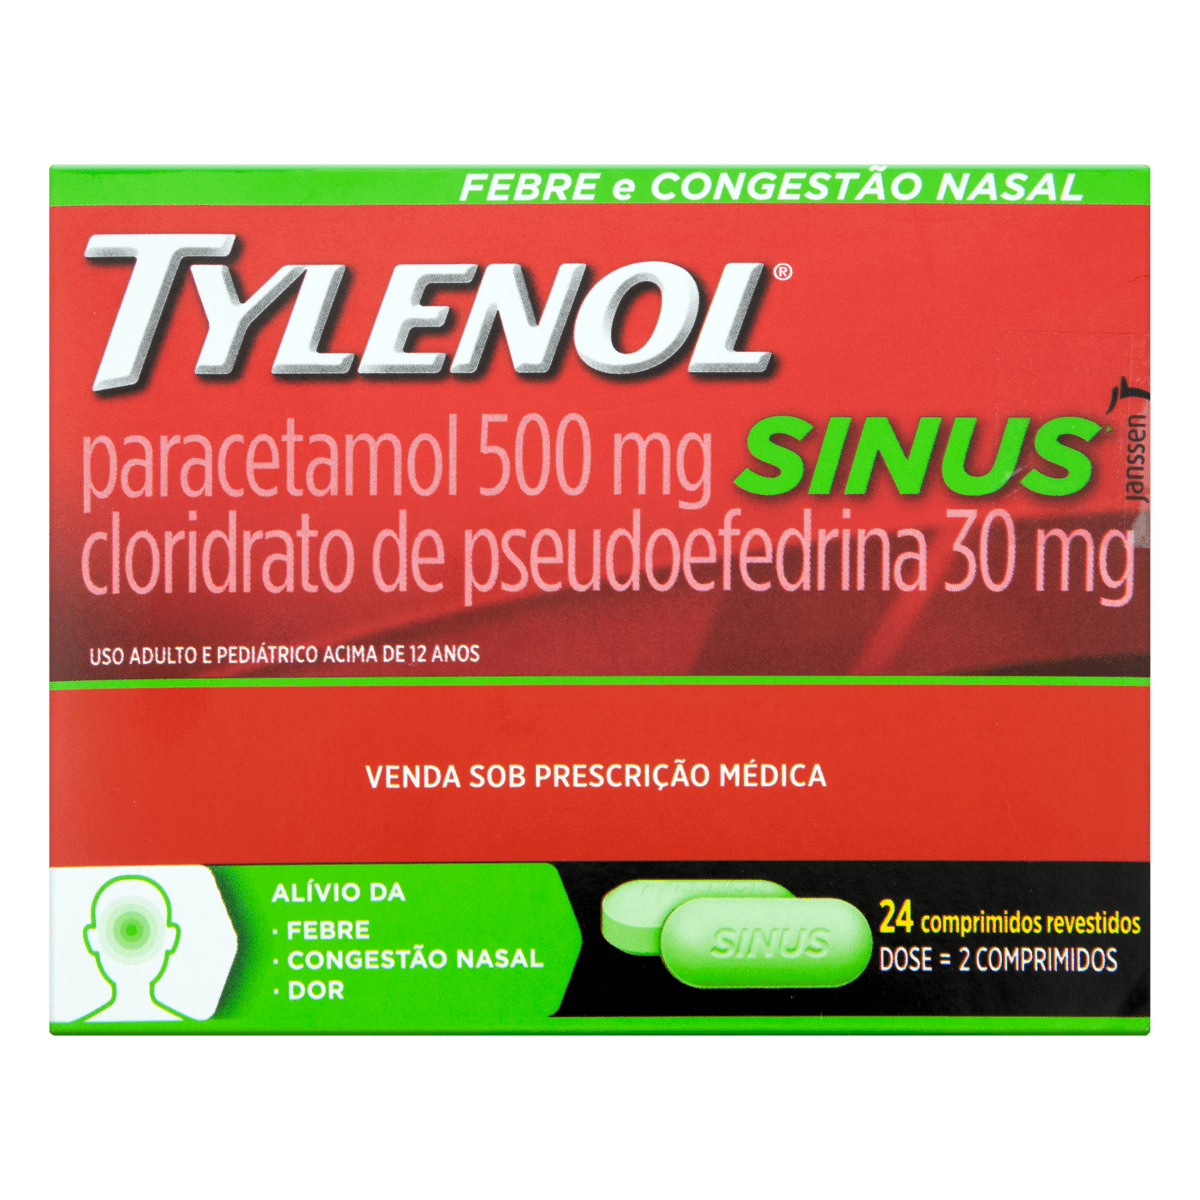 FEBRE e CONGESTÃO NASAL
TYLENOL®
paracetamol 500 mg
SINUS
cloridrato de pseudoefedrina 30 mg
janssen
USO ADULTO E PEDIÁTRICO ACIMA DE 12 ANOS
VENDA SOB PRESCRIÇÃO MÉDICA
ALÍVIO DA
· FEBRE
· CONGESTÃO NASAL
· DOR
TYLENOL
SINUS
24 comprimidos revestidos
DOSE = 2 COMPRIMIDOS